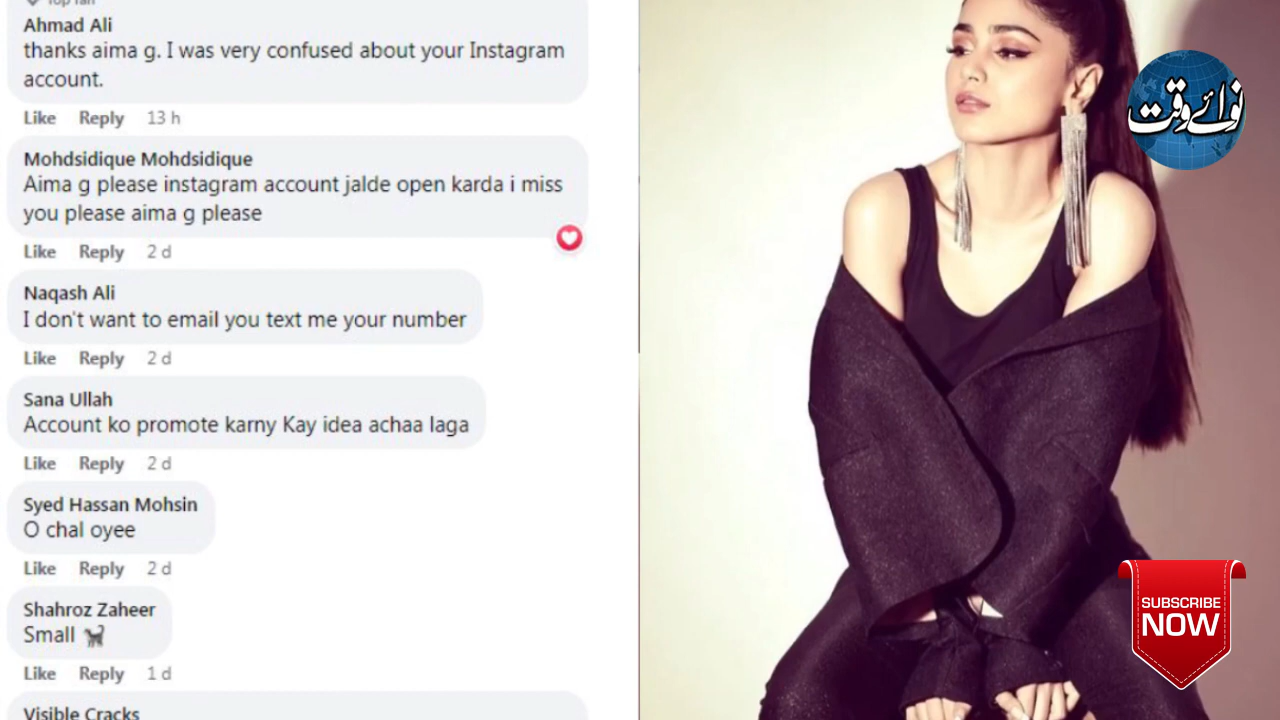 Top fan
Ahmad Ali
thanks aima g. I was very confused about your Instagram
account.
Like Reply 13 h
Mohdsidique Mohdsidique
Aima g please instagram account jalde open karda i miss
you please aima g please
Like Reply 2 d
Naqash Ali
I don't want to email you text me your number
Like Reply 2 d
Sana Ullah
Account ko promote karny Kay idea achaa laga
Like Reply 2 d
Syed Hassan Mohsin
O chal oyee
Like Reply 2 d
Shahroz Zaheer
Small 🐈‍⬛
Like Reply 1 d
Visible Cracks
نوائے وقت
SUBSCRIBE
NOW